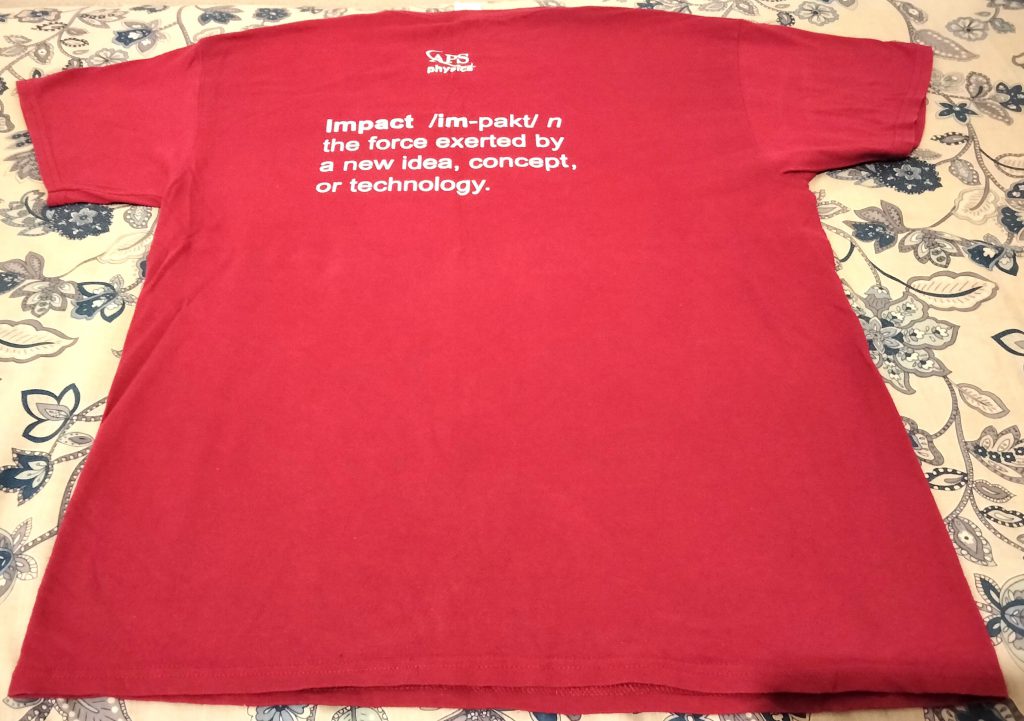 APS
physics
Impact /im-pakt/ n
the force exerted by
a new idea, concept,
or technology.